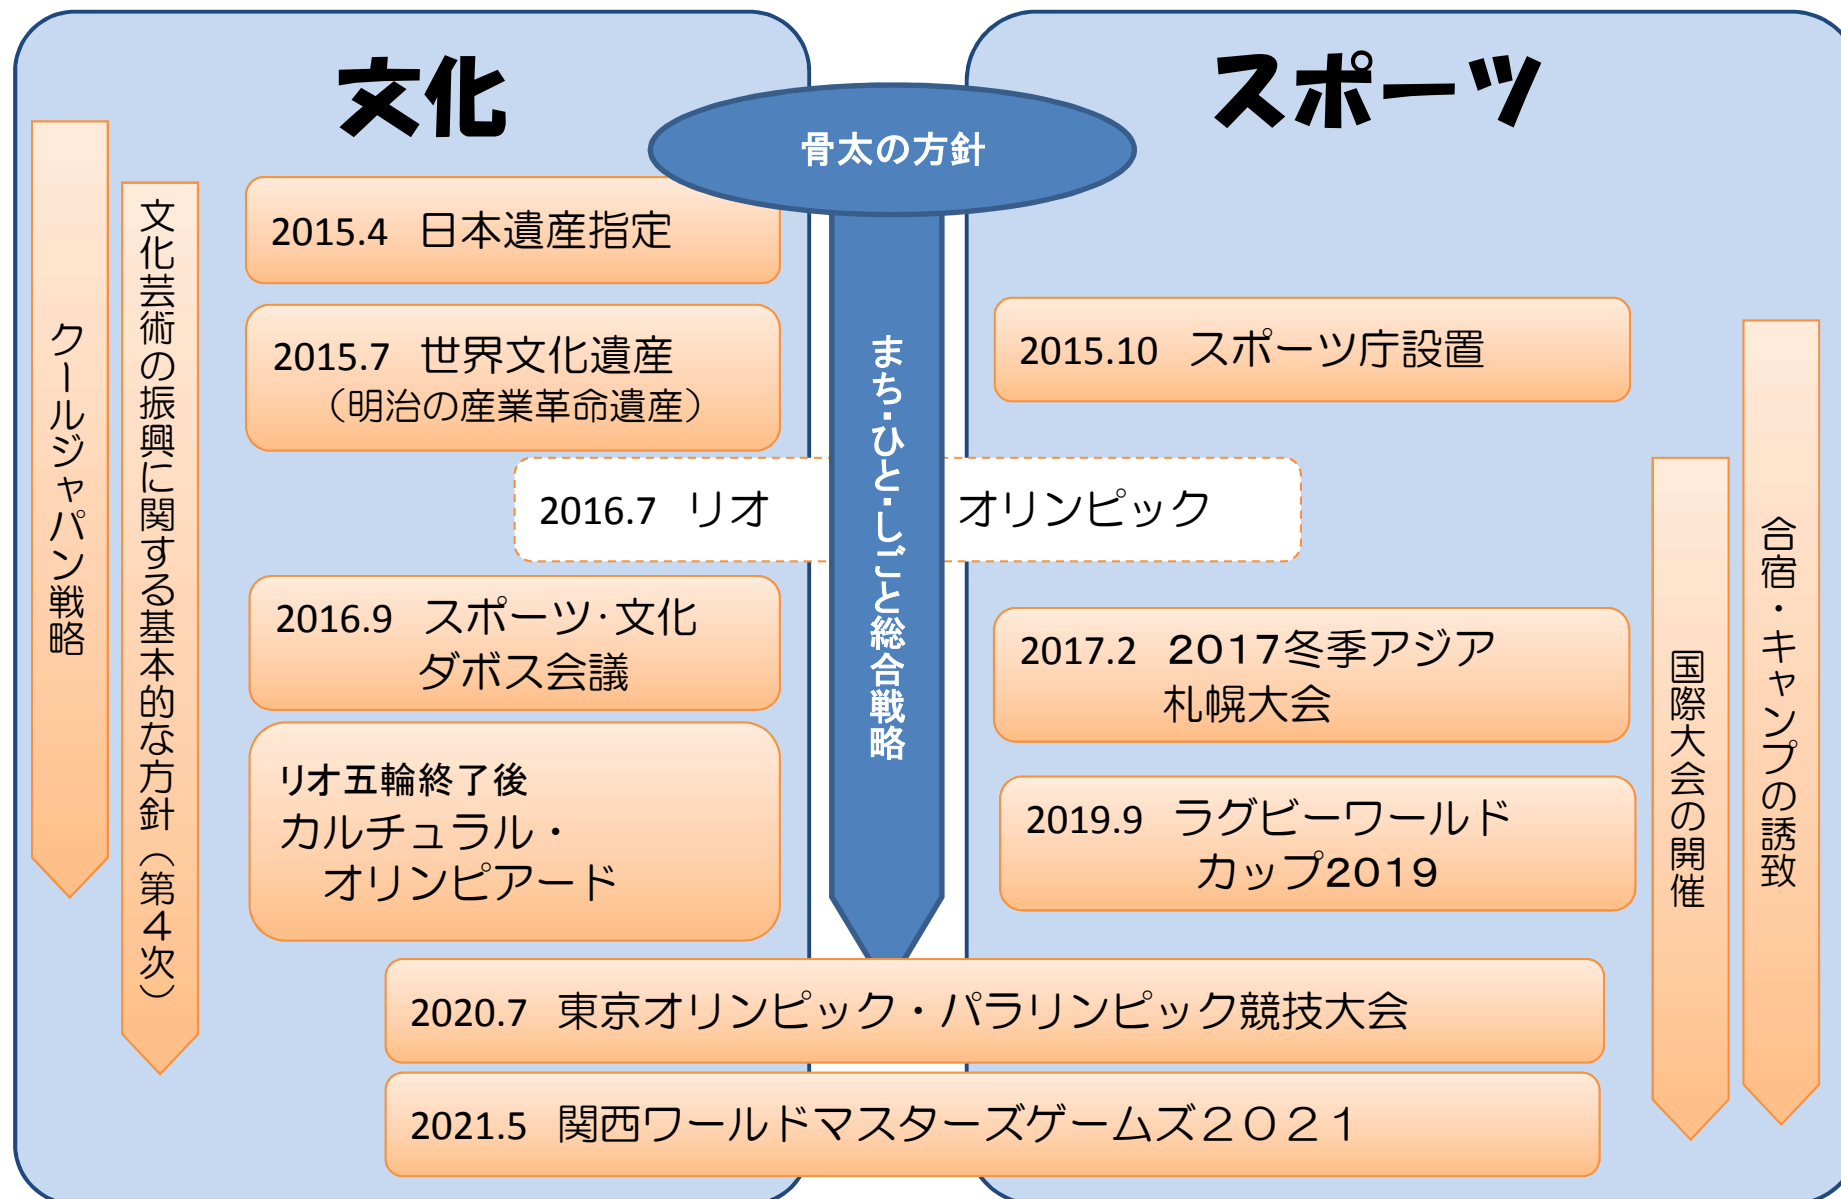 文化
スポーツ
骨太の方針
まち・ひと・しごと総合戦略
クールジャパン戦略
文化芸術の振興に関する基本的な方針（第４次）
2015.4 日本遺産指定
2015.7 世界文化遺産
（明治の産業革命遺産）
2016.7 リオ オリンピック
2016.9 スポーツ・文化
ダボス会議
リオ五輪終了後
カルチュラル・
オリンピアード
2015.10 スポーツ庁設置
2017.2 2017冬季アジア
札幌大会
2019.9 ラグビーワールド
カップ2019
国際大会の開催
合宿・キャンプの誘致
2020.7 東京オリンピック・パラリンピック競技大会
2021.5 関西ワールドマスターズゲームズ２０２１